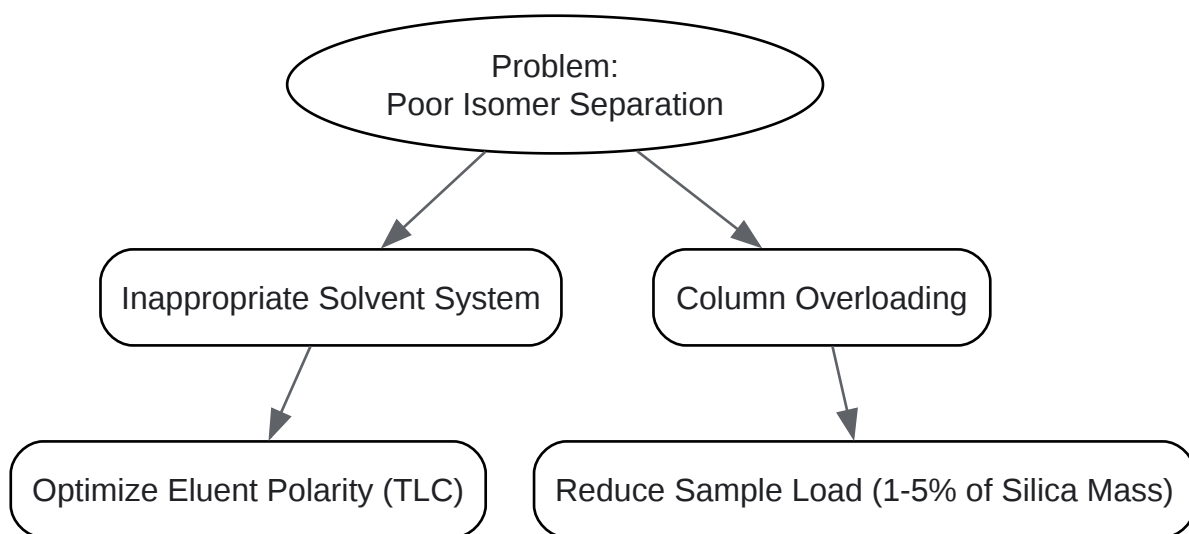 Problem:
Poor Isomer Separation
Inappropriate Solvent System
Column Overloading
Optimize Eluent Polarity (TLC)
Reduce Sample Load (1-5% of Silica Mass)